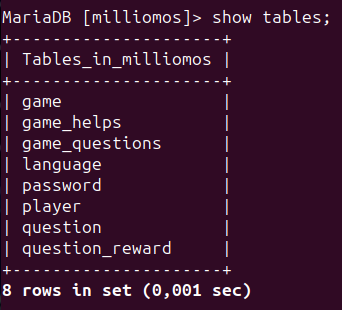 MariaDB [milliomos]> show tables;
+---------------------+
| Tables_in_milliomos |
+---------------------+
| game                |
| game_helps          |
| game_questions      |
| language            |
| password            |
| player              |
| question            |
| question_reward     |
+---------------------+
8 rows in set (0,001 sec)